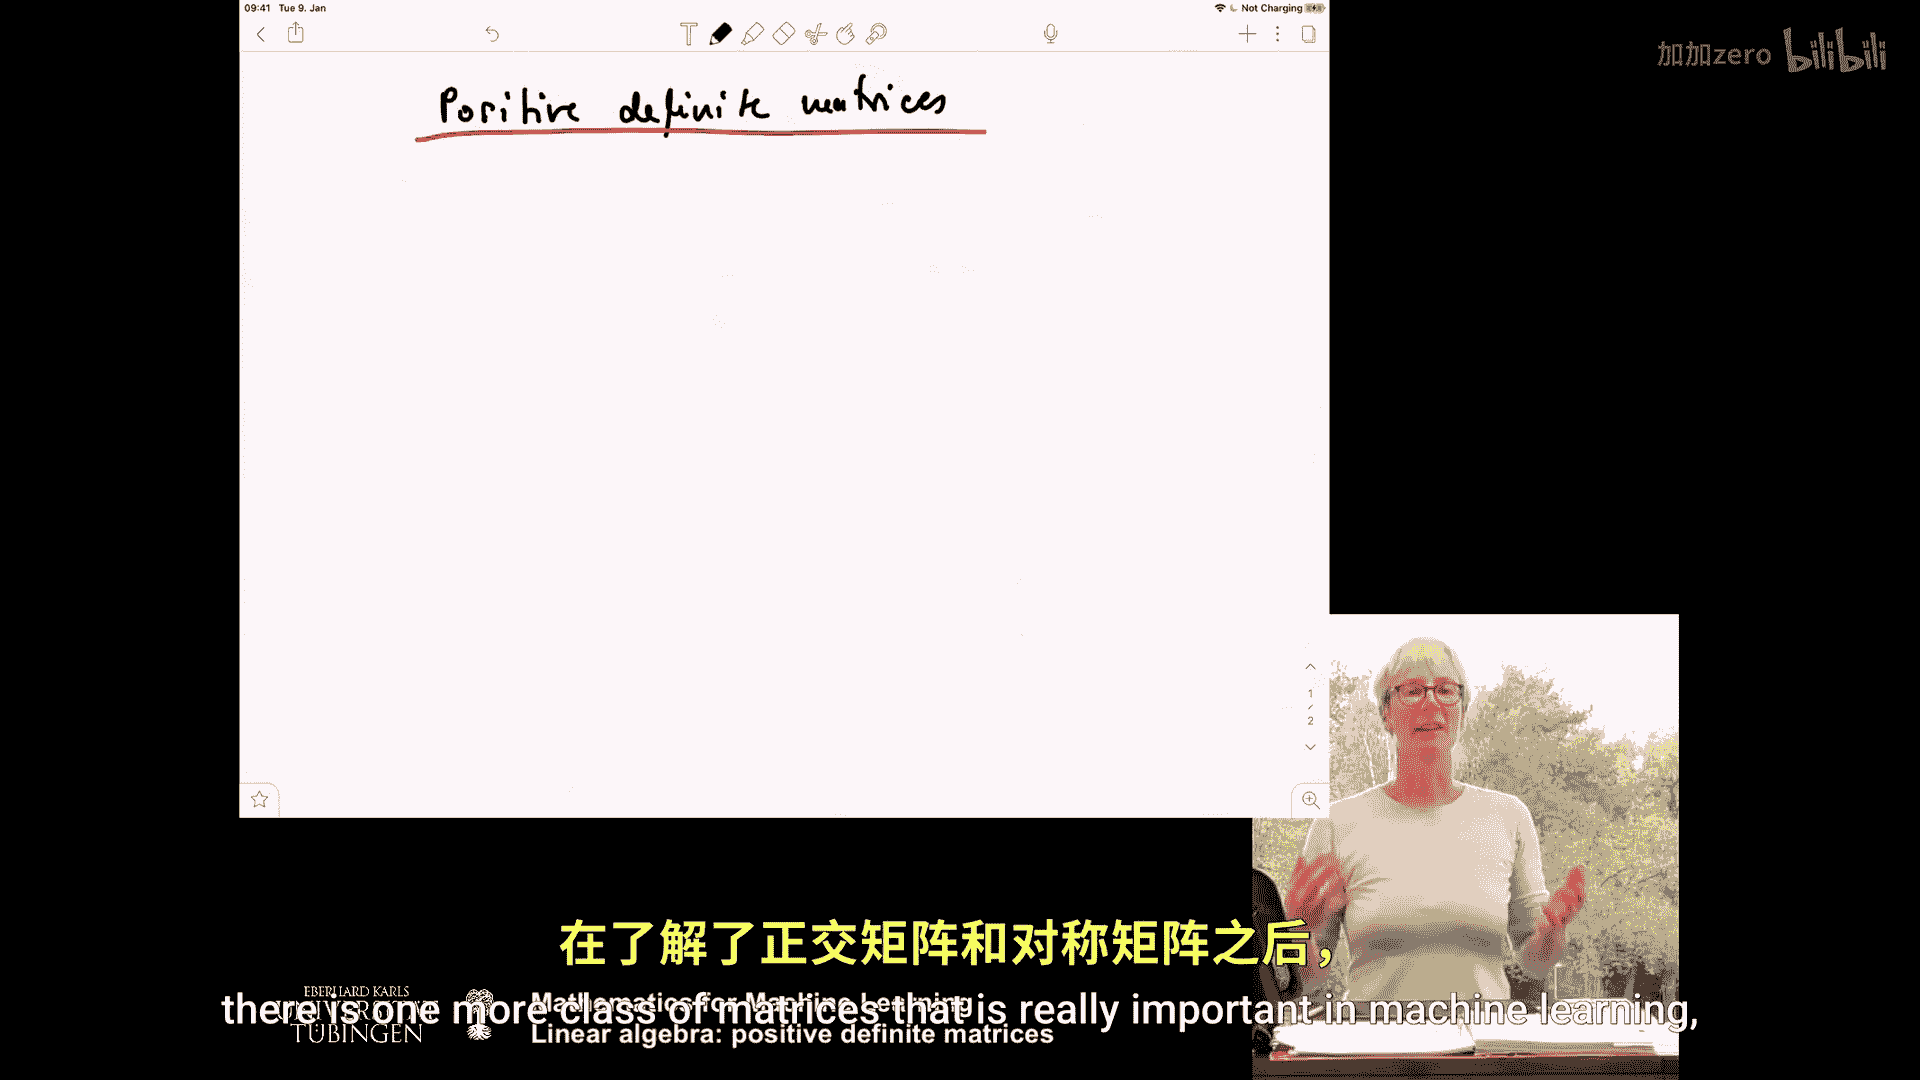 09:41 Tue 9. Jan
Not Charging
加加zero bilibili
Positive definite matrices
1
2
在了解了正交矩阵和对称矩阵之后，
there is one more class of matrices that is really important in machine learning,
EBERHARD KARLS
UNIVERSITÄT
TÜBINGEN
Mathematics for Machine Learning
Linear algebra: positive definite matrices